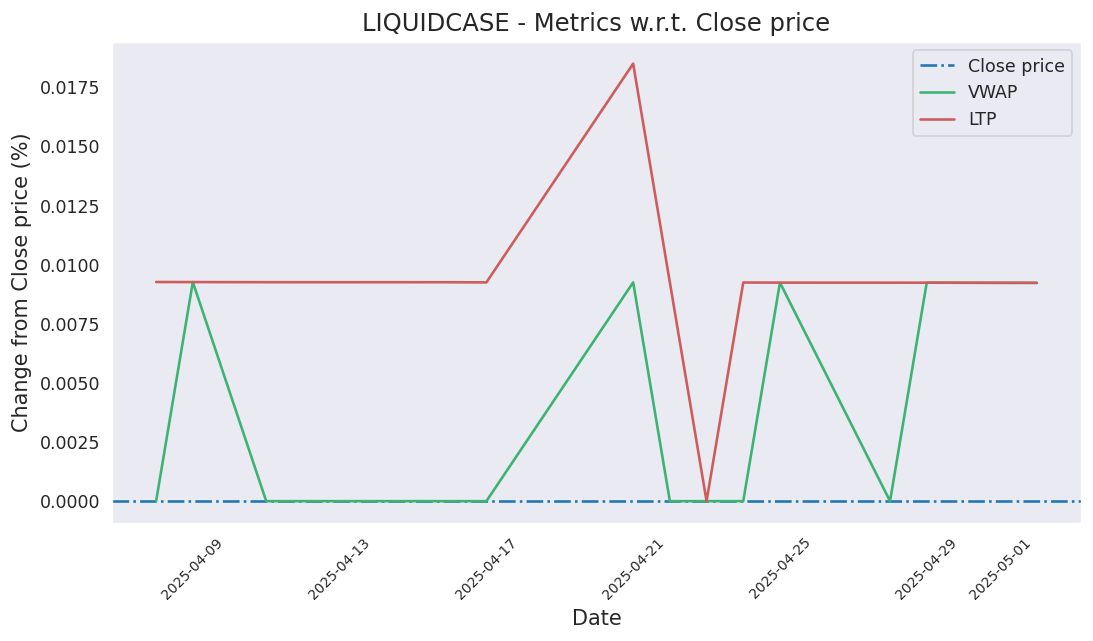 LIQUIDCASE - Metrics w.r.t. Close price
Close price
VWAP
LTP
Change from Close price (%)
0.0175
0.0150
0.0125
0.0100
0.0075
0.0050
0.0025
0.0000
2025-04-09
2025-04-13
2025-04-17
2025-04-21
2025-04-25
2025-04-29
2025-05-01
Date